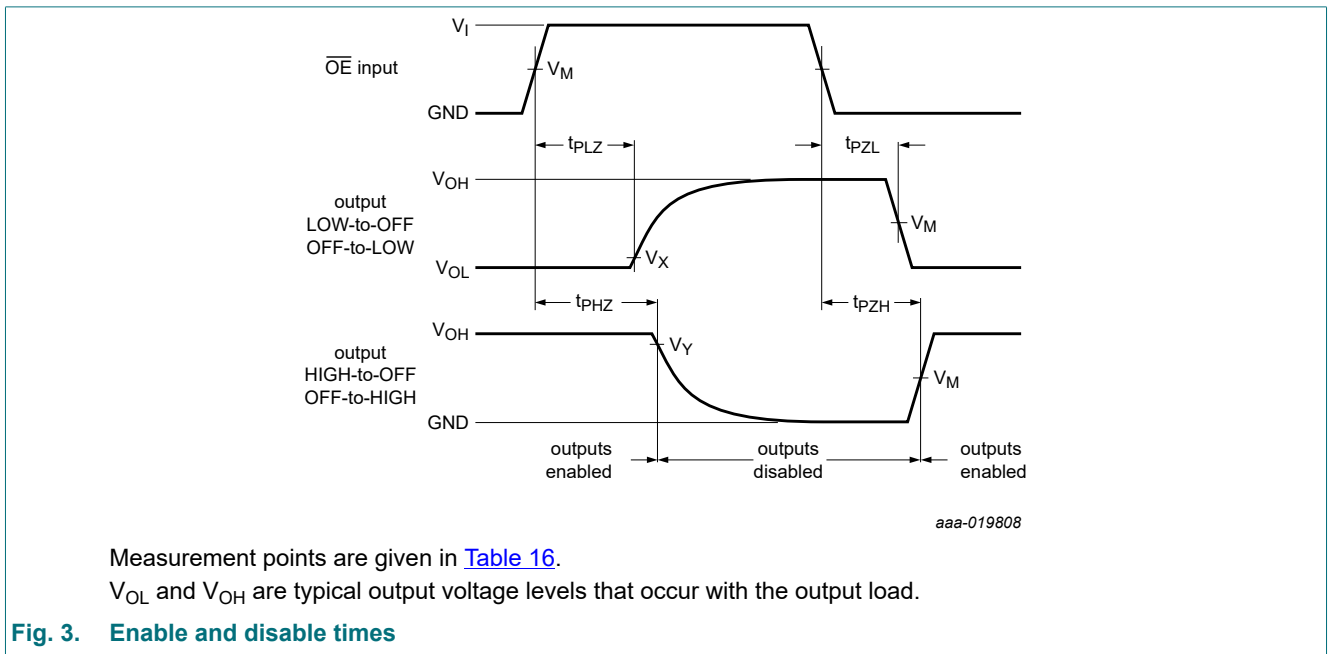 V_I
OE input
V_M
GND
t_PLZ
t_PZL
V_OH
output
LOW-to-OFF
OFF-to-LOW
V_M
V_X
V_OL
t_PHZ
t_PZH
V_OH
output
HIGH-to-OFF
OFF-to-HIGH
V_Y
V_M
GND
outputs
enabled
outputs
disabled
outputs
enabled
aaa-019808
Measurement points are given in Table 16.
V_OL and V_OH are typical output voltage levels that occur with the output load.
Fig. 3. Enable and disable times